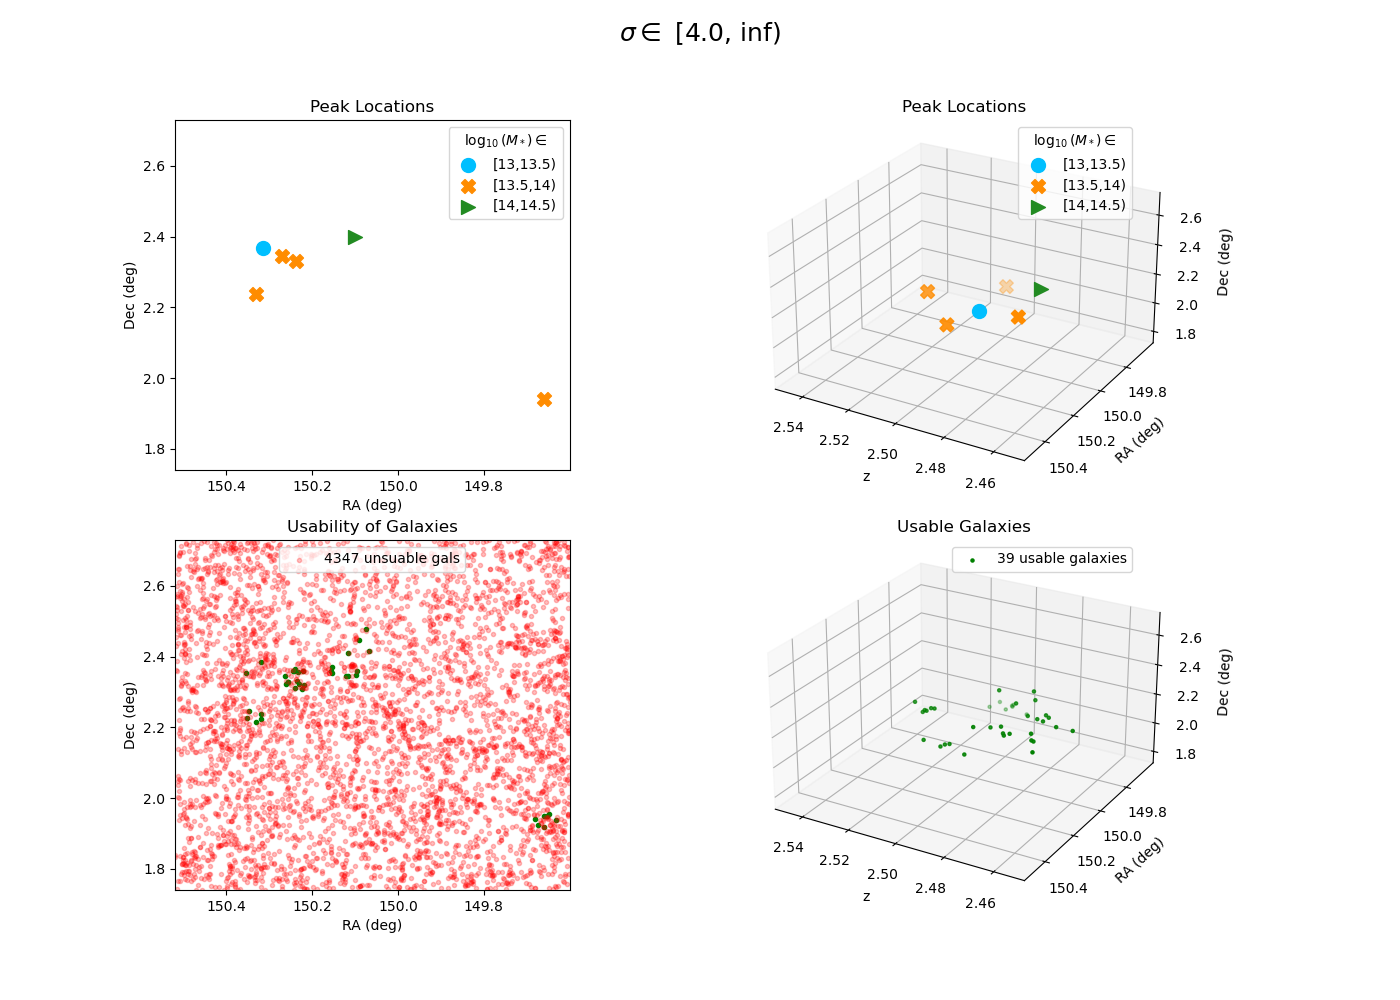 σ ∈ [4.0, inf)
Peak Locations
log₁₀(M*) ∈
[13,13.5)
[13.5,14)
[14,14.5)
2.6
2.4
2.2
2.0
1.8
Dec (deg)
150.4 150.2 150.0 149.8
RA (deg)
Peak Locations
log₁₀(M*) ∈
[13,13.5)
[13.5,14)
[14,14.5)
2.6
2.4
2.2
2.0
1.8
Dec (deg)
149.8
150.0
150.2
150.4
RA (deg)
2.54
2.52
2.50
2.48
2.46
z
Usability of Galaxies
4347 unsuable gals
2.6
2.4
2.2
2.0
1.8
Dec (deg)
150.4 150.2 150.0 149.8
RA (deg)
Usable Galaxies
39 usable galaxies
2.6
2.4
2.2
2.0
1.8
Dec (deg)
149.8
150.0
150.2
150.4
RA (deg)
2.54
2.52
2.50
2.48
2.46
z